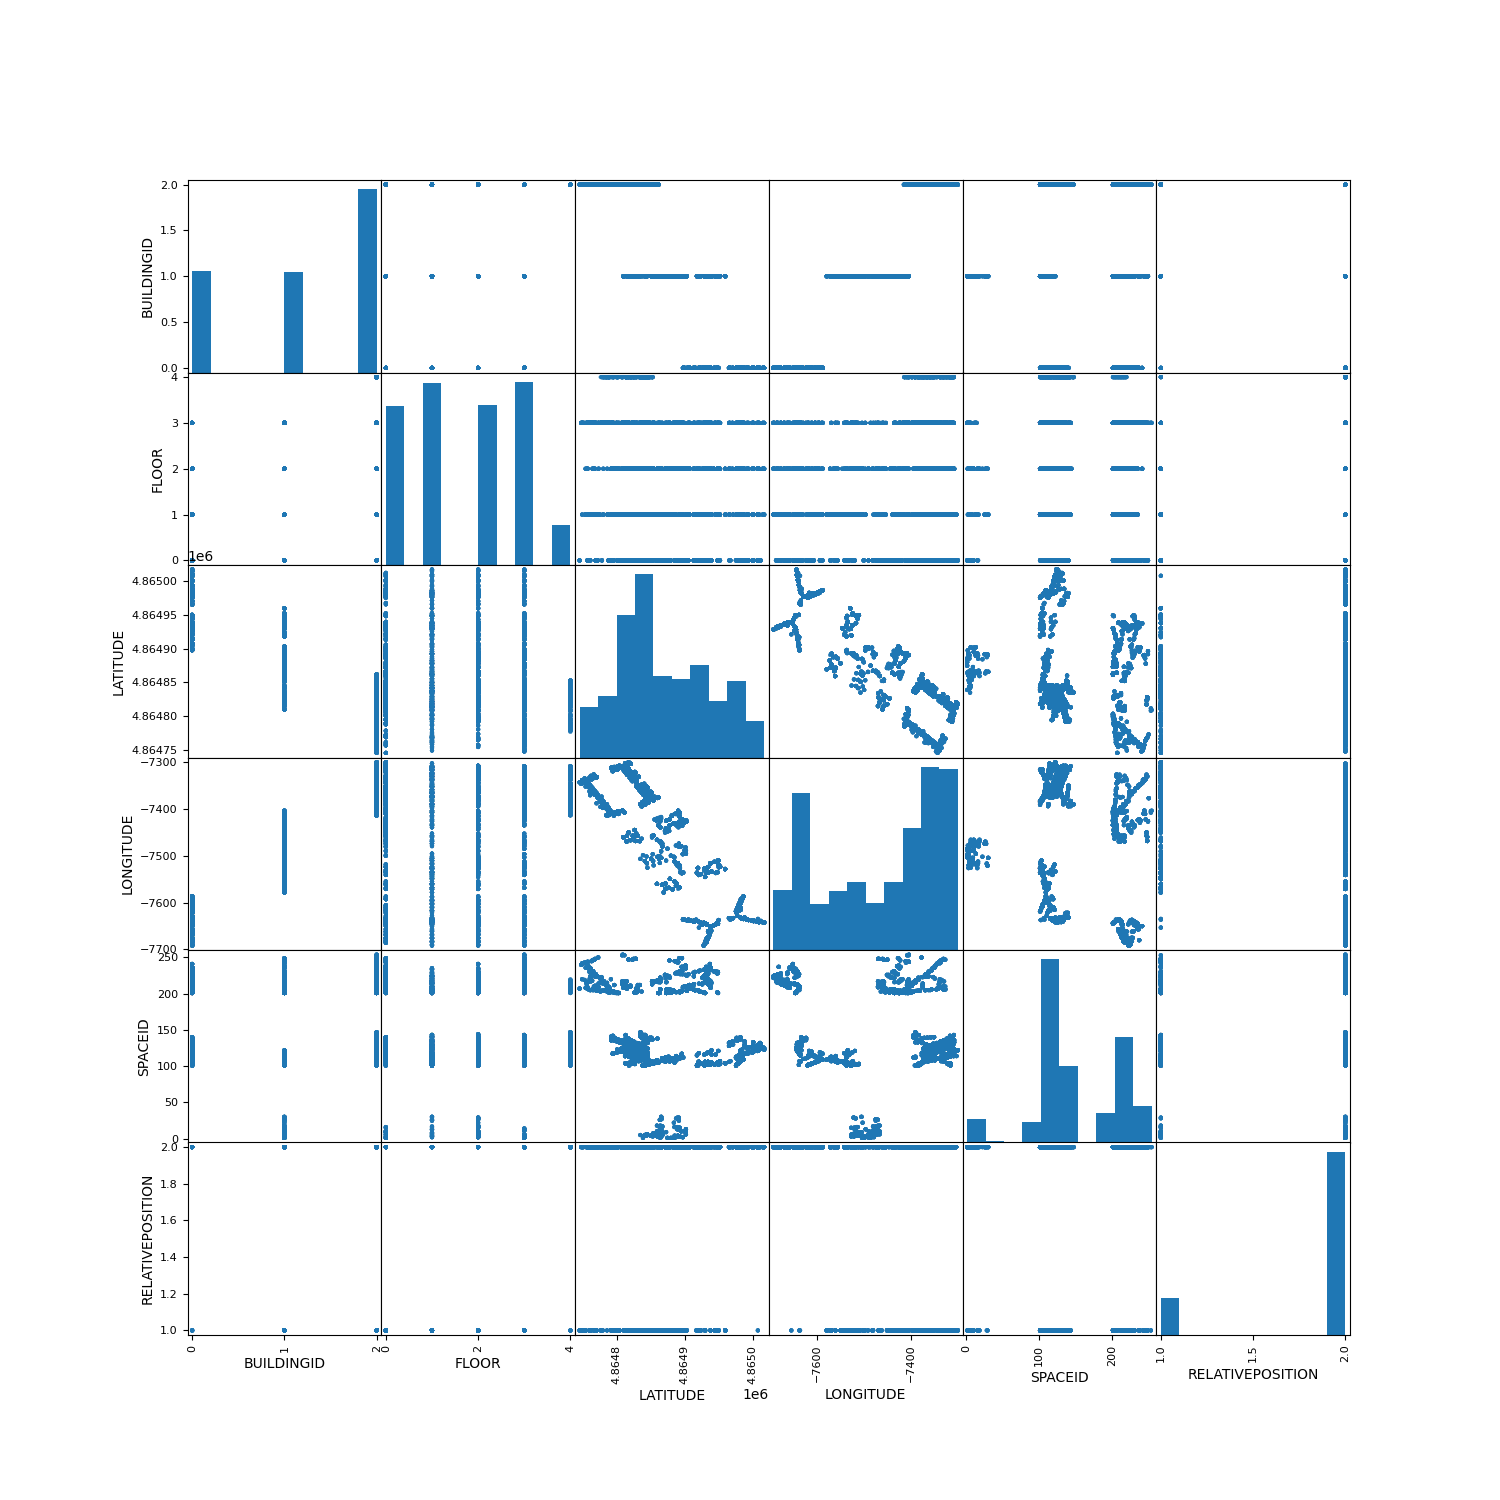 2.0
1.5
1.0
0.5
0.0
BUILDINGID
4
3
2
1
0
FLOOR
1e6
4.86500
4.86495
4.86490
4.86485
4.86480
4.86475
LATITUDE
−7300
−7400
−7500
−7600
−7700
LONGITUDE
250
200
150
100
50
0
SPACEID
2.0
1.8
1.6
1.4
1.2
1.0
RELATIVEPOSITION
0 1 2
BUILDINGID
0 2 4
FLOOR
4.8648 4.8649 4.8650
LATITUDE 1e6
−7600 −7400
LONGITUDE
0 100 200
SPACEID
1.0 1.5 2.0
RELATIVEPOSITION